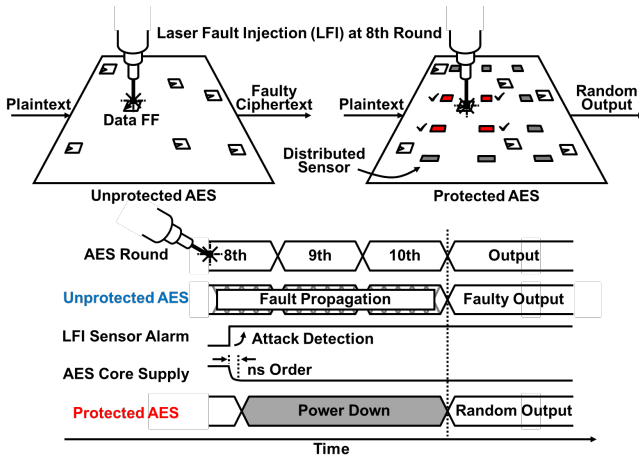 Laser Fault Injection (LFI) at 8th Round
Plaintext
Data FF
Faulty
Ciphertext
Unprotected AES
Plaintext
Random
Output
Distributed
Sensor
Protected AES
AES Round
8th
9th
10th
Output
Unprotected AES
Fault Propagation
Faulty Output
LFI Sensor Alarm
Attack Detection
AES Core Supply
ns Order
Protected AES
Power Down
Random Output
Time